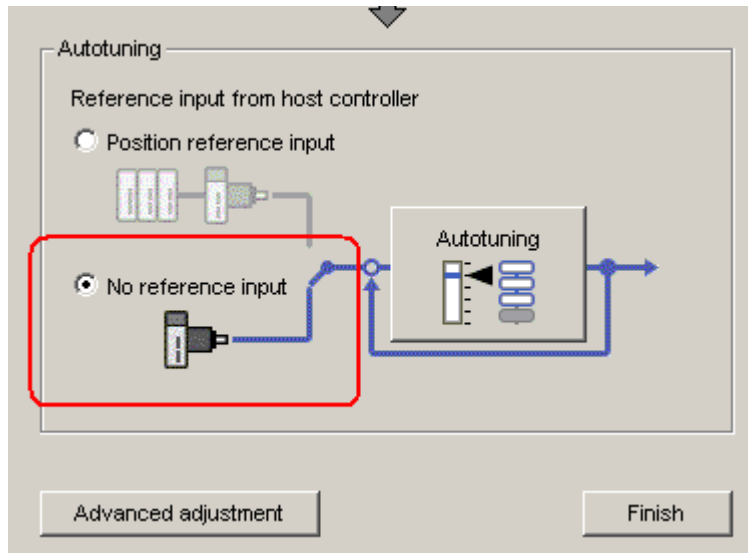 Autotuning
Reference input from host controller
Position reference input
Autotuning
No reference input
Advanced adjustment
Finish